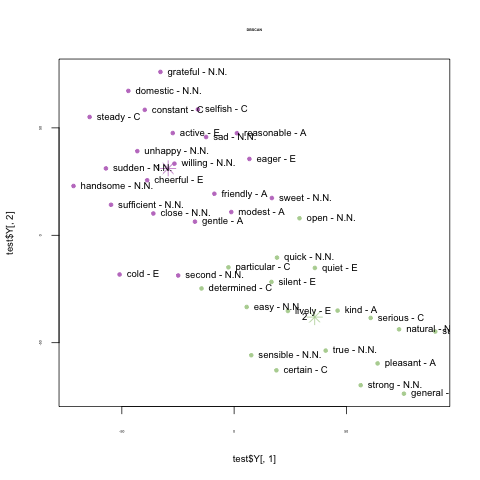 DBSCAN
grateful - N.N.
domestic - N.N.
constant - C
selfish - C
steady - C
active - E
reasonable - A
sad - N.N.
unhappy - N.N.
eager - E
willing - N.N.
sudden - N.N.
cheerful - E
handsome - N.N.
friendly - A
sweet - N.N.
sufficient - N.N.
close - N.N.
modest - A
gentle - A
open - N.N.
quick - N.N.
particular - C
quiet - E
cold - E
second - N.N.
silent - E
determined - C
easy - N.N.
lively - E
kind - A
2
serious - C
natural - N
st
true - N.N.
sensible - N.N.
pleasant - A
certain - C
strong - N.N.
general -
test$Y[, 1]
test$Y[, 2]